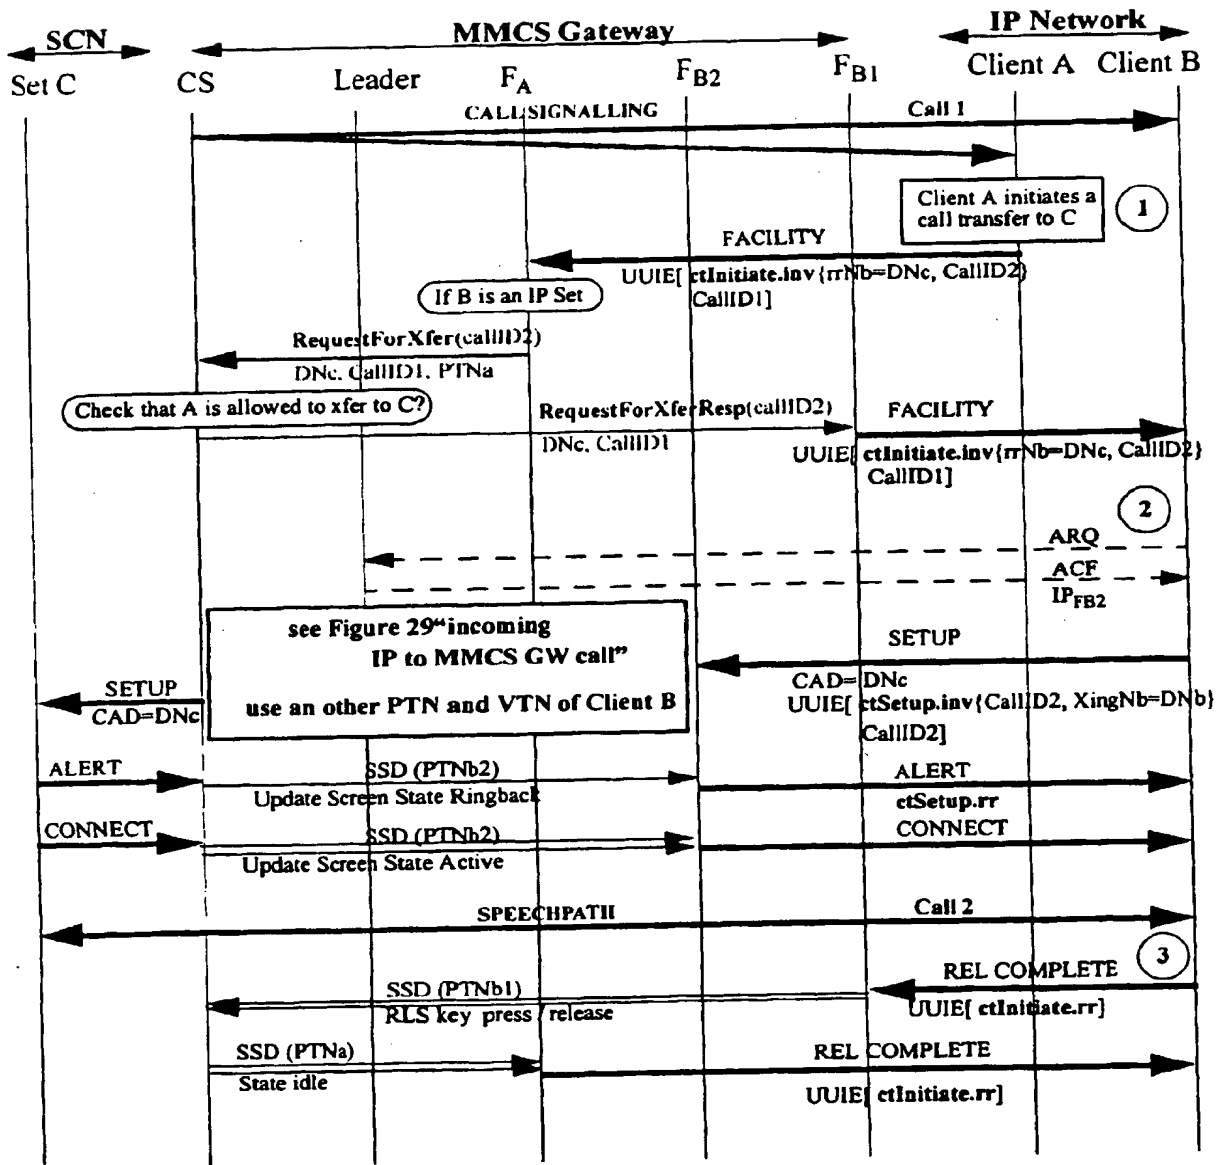 SCN
MMCS Gateway
IP Network
Set C
CS
Leader
FA
FB2
FB1
Client A
Client B
CALL SIGNALLING
Call 1
Client A initiates a
call transfer to C
1
FACILITY
UUIE[ ctInitiate.inv{rrNb=DNc, CallID2}
CallID1]
If B is an IP Set
RequestForXfer(callID2)
DNc, CallID1, PTNa
Check that A is allowed to xfer to C?
RequestForXferResp(callID2)
DNc, CallID1
FACILITY
UUIE[ ctInitiate.inv{rrNb=DNc, CallID2}
CallID1]
2
ARQ
ACF
IPFB2
see Figure 29"incoming
IP to MMCS GW call"
use an other PTN and VTN of Client B
SETUP
CAD=DNc
UUIE[ ctSetup.inv{CallID2, XingNb=DNb}
CallID2]
SETUP
CAD=DNc
ALERT
SSD (PTNb2)
Update Screen State Ringback
ALERT
ctSetup.rr
CONNECT
SSD (PTNb2)
Update Screen State Active
CONNECT
SPEECHPATH
Call 2
3
REL COMPLETE
UUIE[ ctInitiate.rr]
SSD (PTNb1)
RLS key press / release
SSD (PTNa)
State idle
REL COMPLETE
UUIE[ ctInitiate.rr]